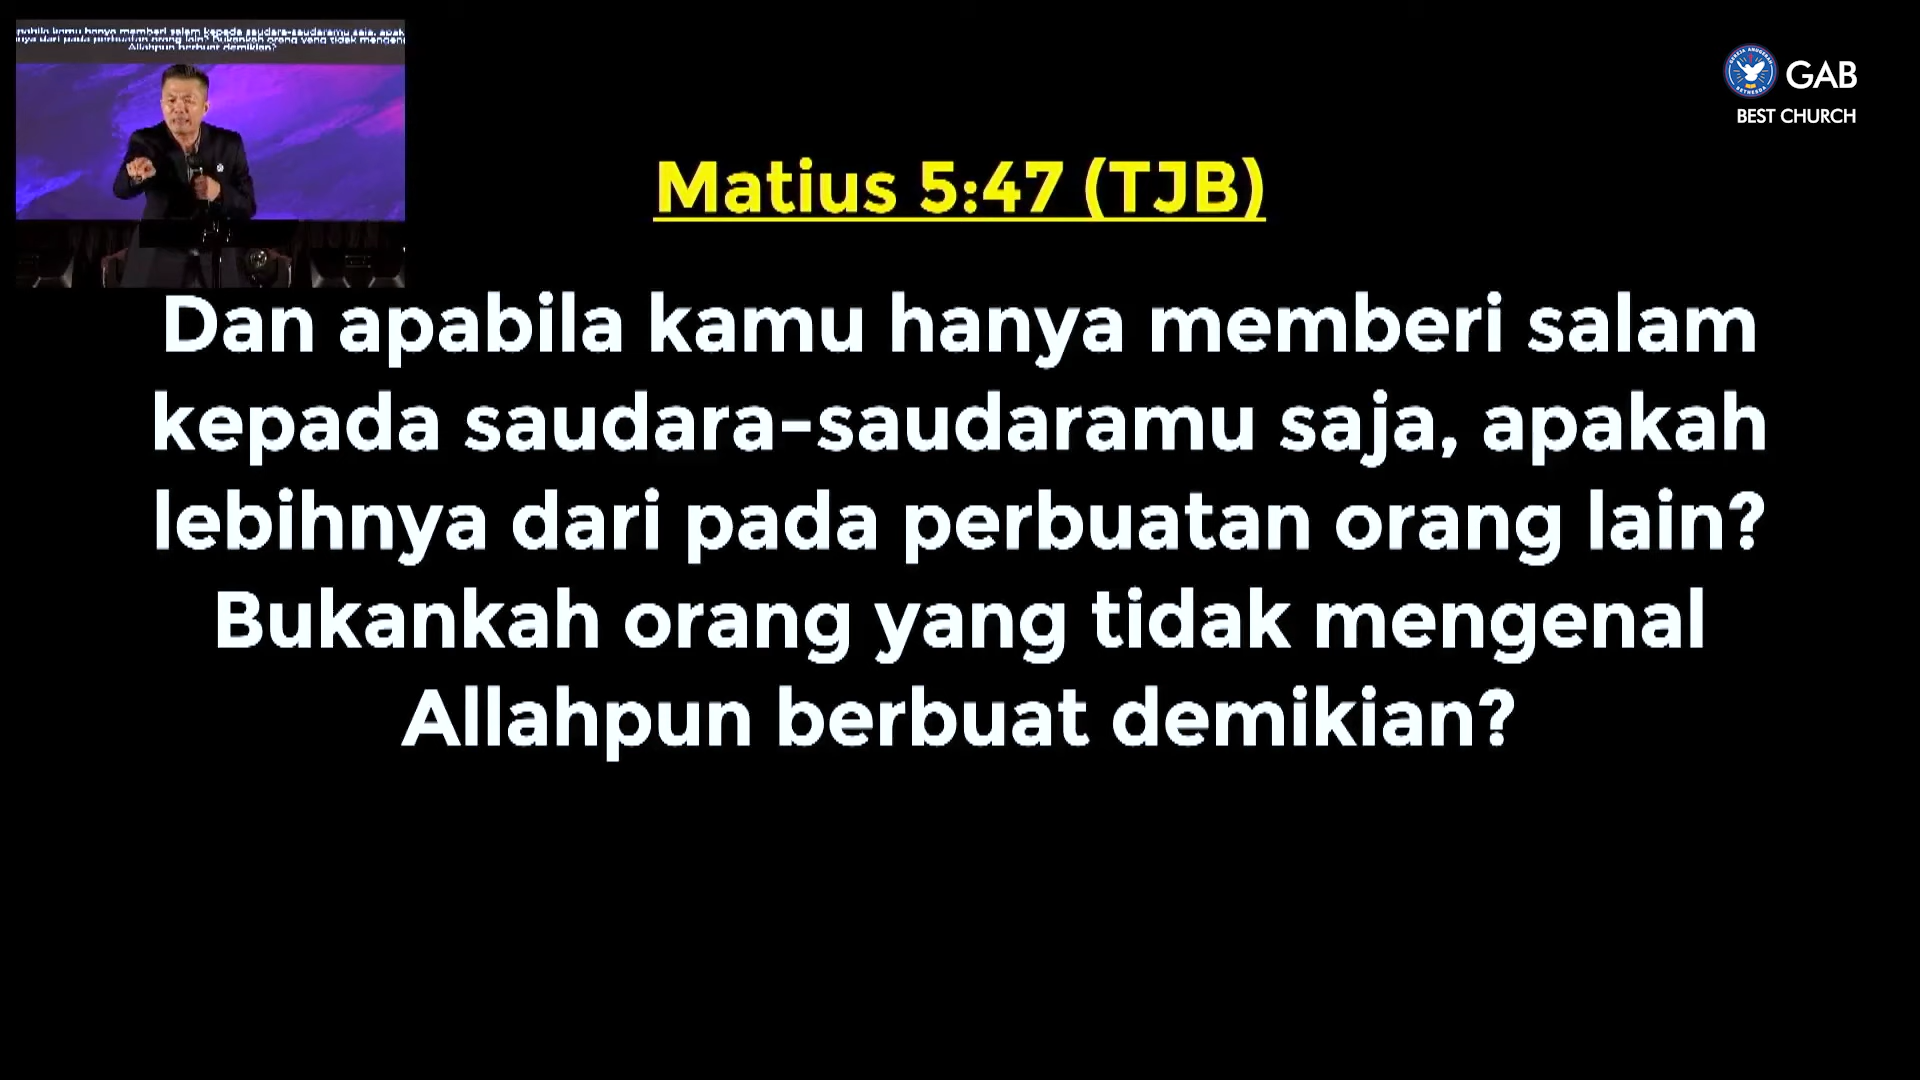 GAB
BEST CHURCH
Matius 5:47 (TJB)
Dan apabila kamu hanya memberi salam
kepada saudara-saudaramu saja, apakah
lebihnya dari pada perbuatan orang lain?
Bukankah orang yang tidak mengenal
Allahpun berbuat demikian?